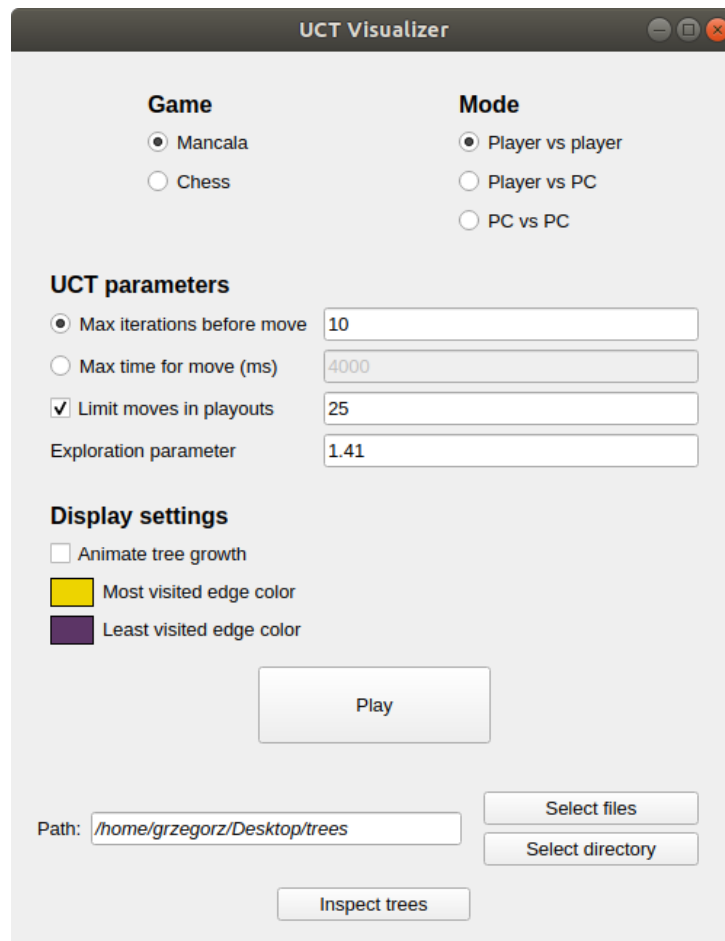 UCT Visualizer
Game
Mancala
Chess
Mode
Player vs player
Player vs PC
PC vs PC
UCT parameters
Max iterations before move 10
Max time for move (ms) 4000
Limit moves in playouts 25
Exploration parameter 1.41
Display settings
Animate tree growth
Most visited edge color
Least visited edge color
Play
Path: /home/grzegorz/Desktop/trees
Select files
Select directory
Inspect trees